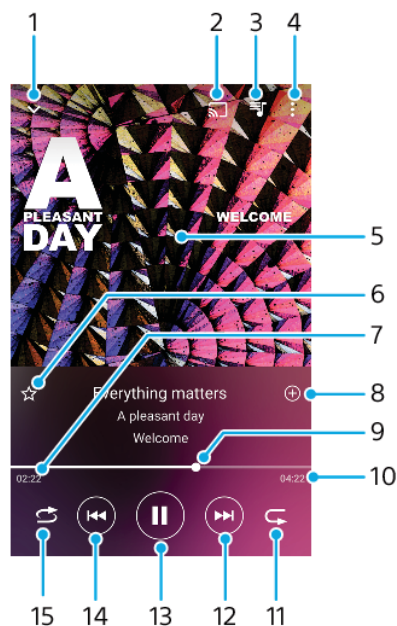 1 2 3 4
A
PLEASANT
DAY
WELCOME
5
6
7
Everything matters
8
A pleasant day
Welcome
9
02:22
04:22
10
15 14 13 12 11